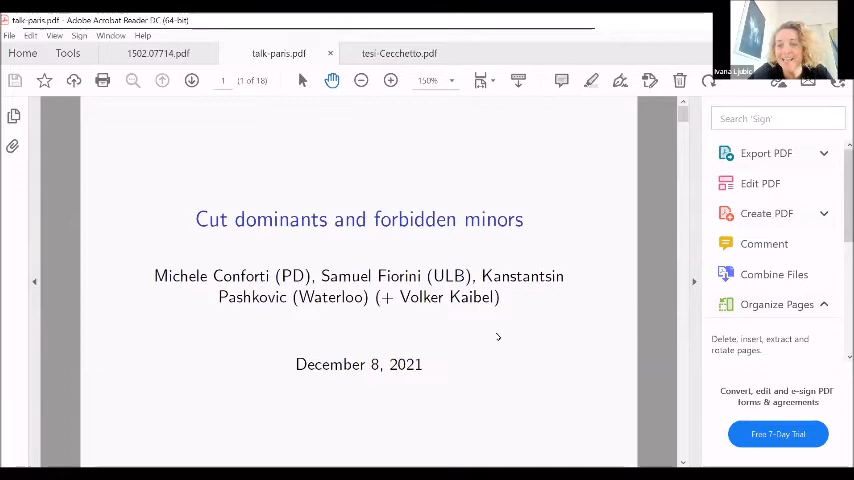 talk-paris.pdf - Adobe Acrobat Reader DC (64-bit)
File Edit View Sign Window Help
Home Tools 1502.07714.pdf talk-paris.pdf × tesi-Cecchetto.pdf
1 (1 of 18) 150%
Ivana Ljubic
Search 'Sign'
Export PDF
Edit PDF
Create PDF
Comment
Combine Files
Organize Pages
Delete, insert, extract and
rotate pages.
Convert, edit and e-sign PDF
forms & agreements
Free 7-Day Trial
Cut dominants and forbidden minors
Michele Conforti (PD), Samuel Fiorini (ULB), Kanstantsin
Pashkovic (Waterloo) (+ Volker Kaibel)
December 8, 2021